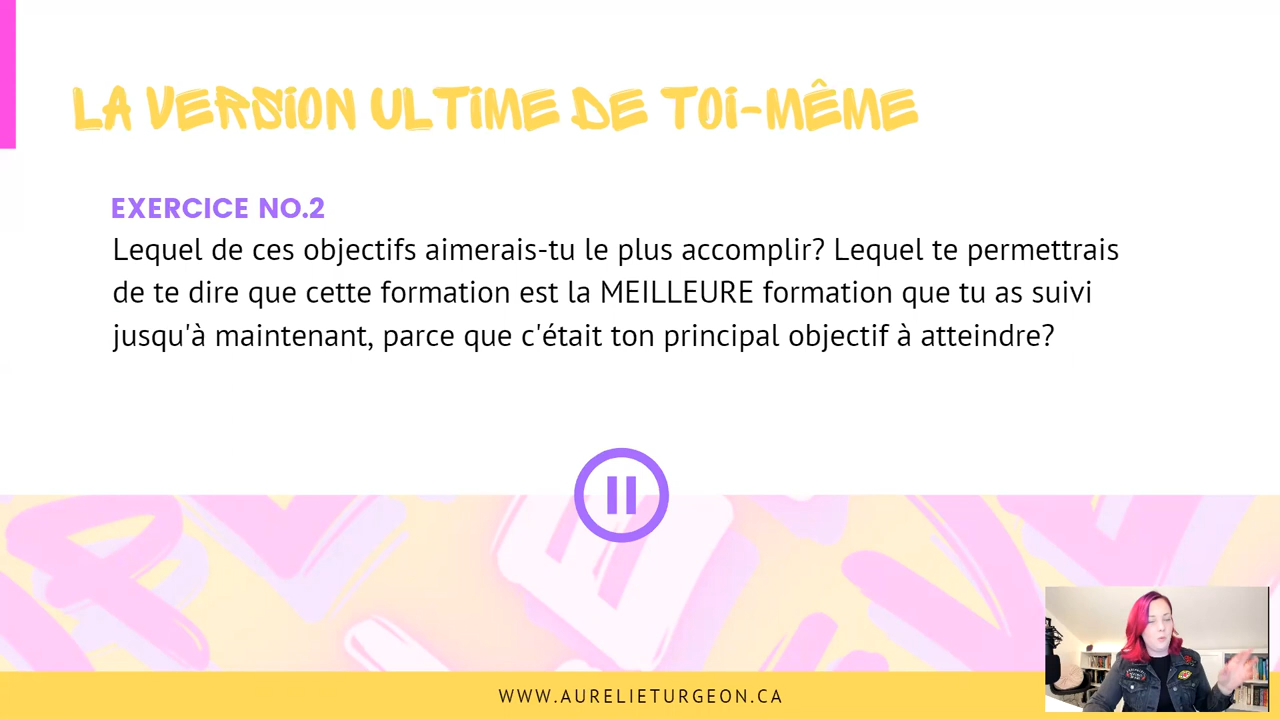 LA VERSION ULTIME DE TOI-MÊME
EXERCICE NO.2
Lequel de ces objectifs aimerais-tu le plus accomplir? Lequel te permettrais
de te dire que cette formation est la MEILLEURE formation que tu as suivi
jusqu'à maintenant, parce que c'était ton principal objectif à atteindre?
WWW.AURELIETURGEON.CA